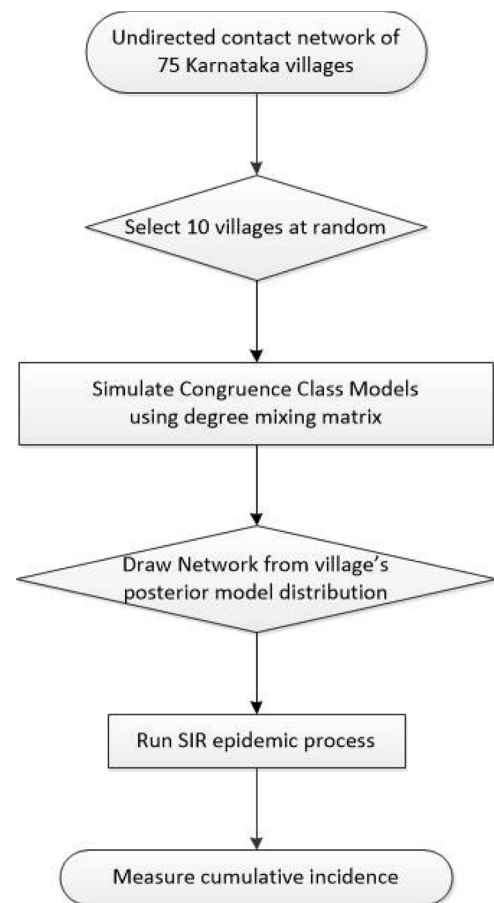 Undirected contact network of
75 Karnataka villages
Select 10 villages at random
Simulate Congruence Class Models
using degree mixing matrix
Draw Network from village's
posterior model distribution
Run SIR epidemic process
Measure cumulative incidence